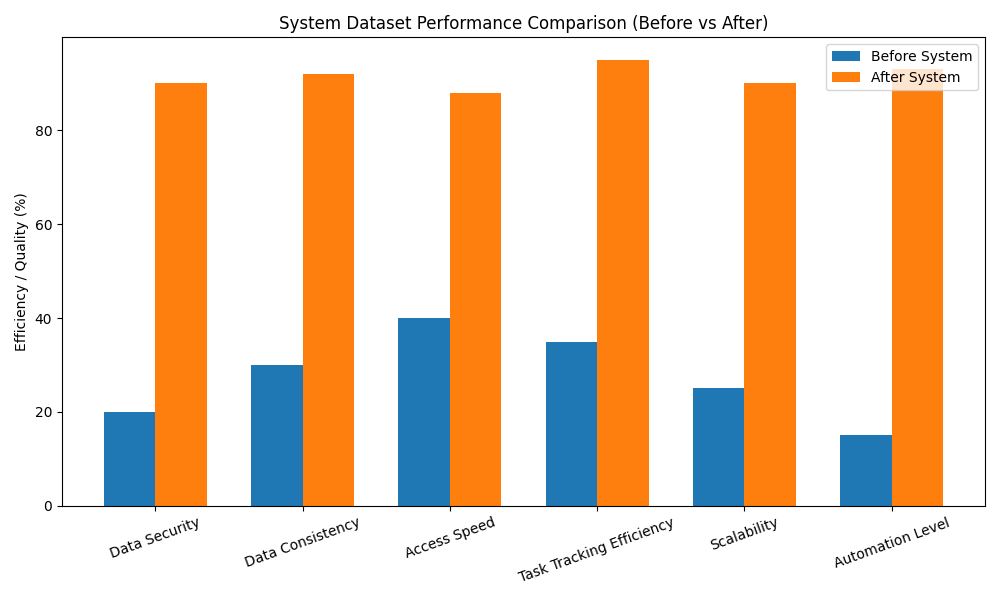 System Dataset Performance Comparison (Before vs After)
Before System
After System
Efficiency / Quality (%)
80
60
40
20
0
Data Security
Data Consistency
Access Speed
Task Tracking Efficiency
Scalability
Automation Level